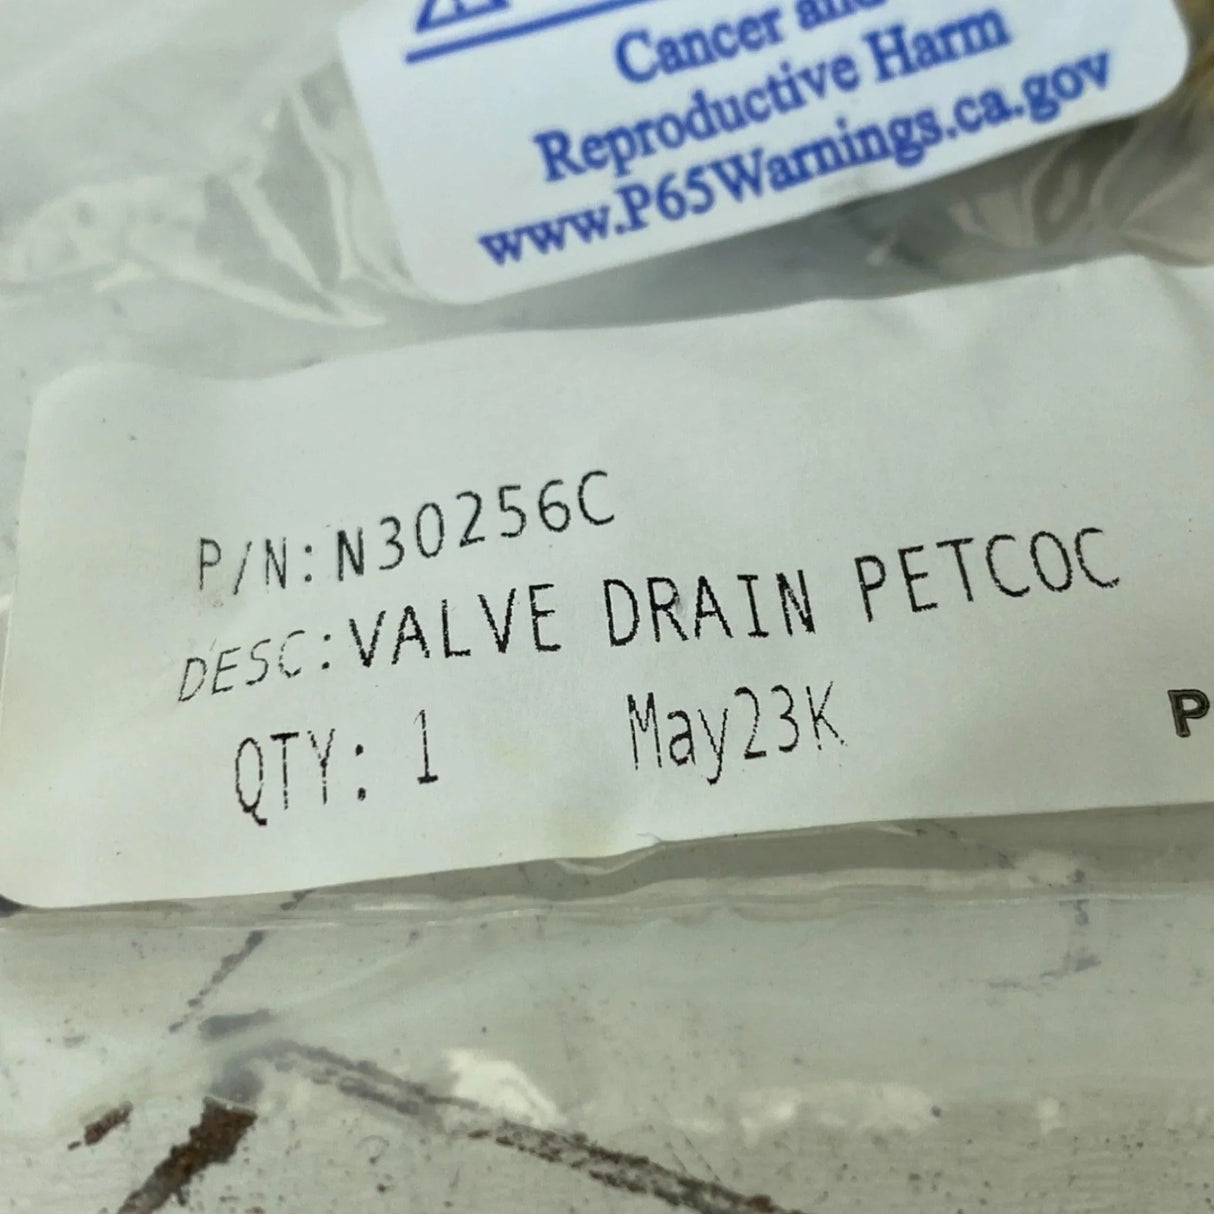 Cancer and
Reproductive Harm
www.P65Warnings.ca.gov
P/N:N30256C
DESC:VALVE DRAIN PETCOC
QTY: 1 May23K P